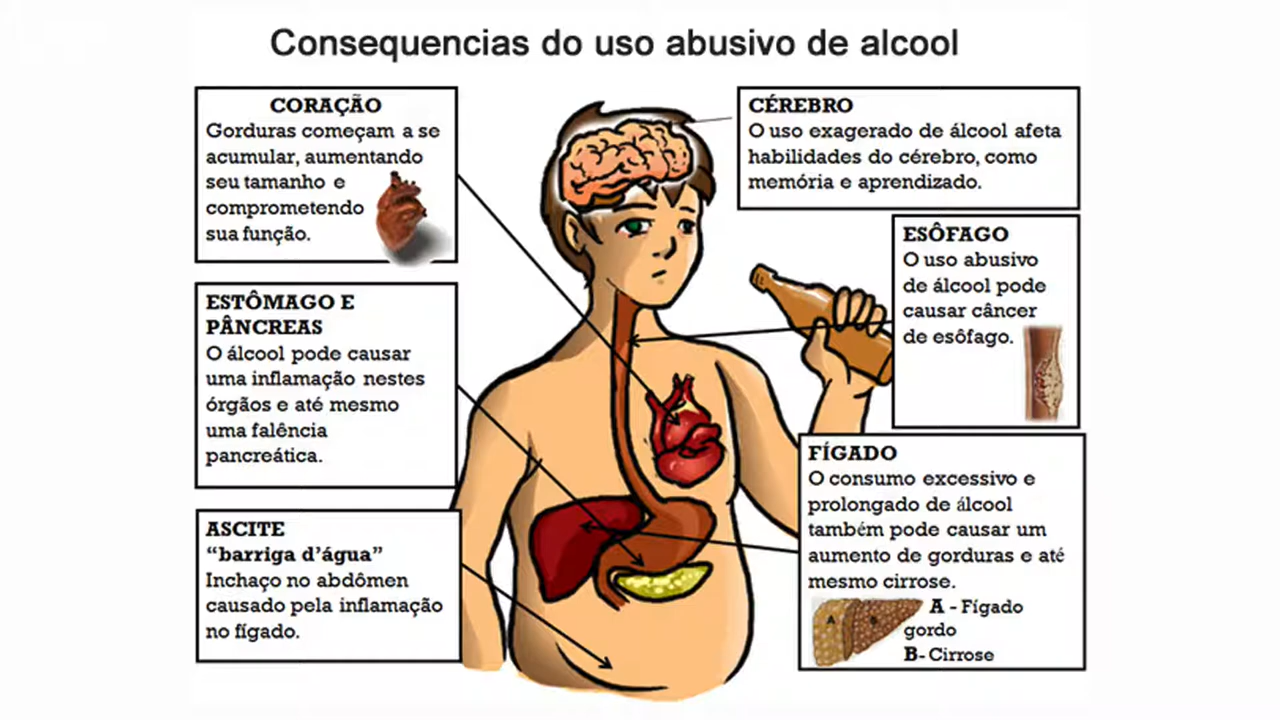 Consequencias do uso abusivo de alcool
CORAÇÃO
Gorduras começam a se
acumular, aumentando
seu tamanho e
comprometendo
sua função.
ESTÔMAGO E
PÂNCREAS
O álcool pode causar
uma inflamação nestes
órgãos e até mesmo
uma falência
pancreática.
ASCITE
“barriga d’água”
Inchaço no abdômen
causado pela inflamação
no fígado.
CÉREBRO
O uso exagerado de álcool afeta
habilidades do cérebro, como
memória e aprendizado.
ESÔFAGO
O uso abusivo
de álcool pode
causar câncer
de esôfago.
FÍGADO
O consumo excessivo e
prolongado de álcool
também pode causar um
aumento de gorduras e até
mesmo cirrose.
A B
A - Fígado
gordo
B- Cirrose